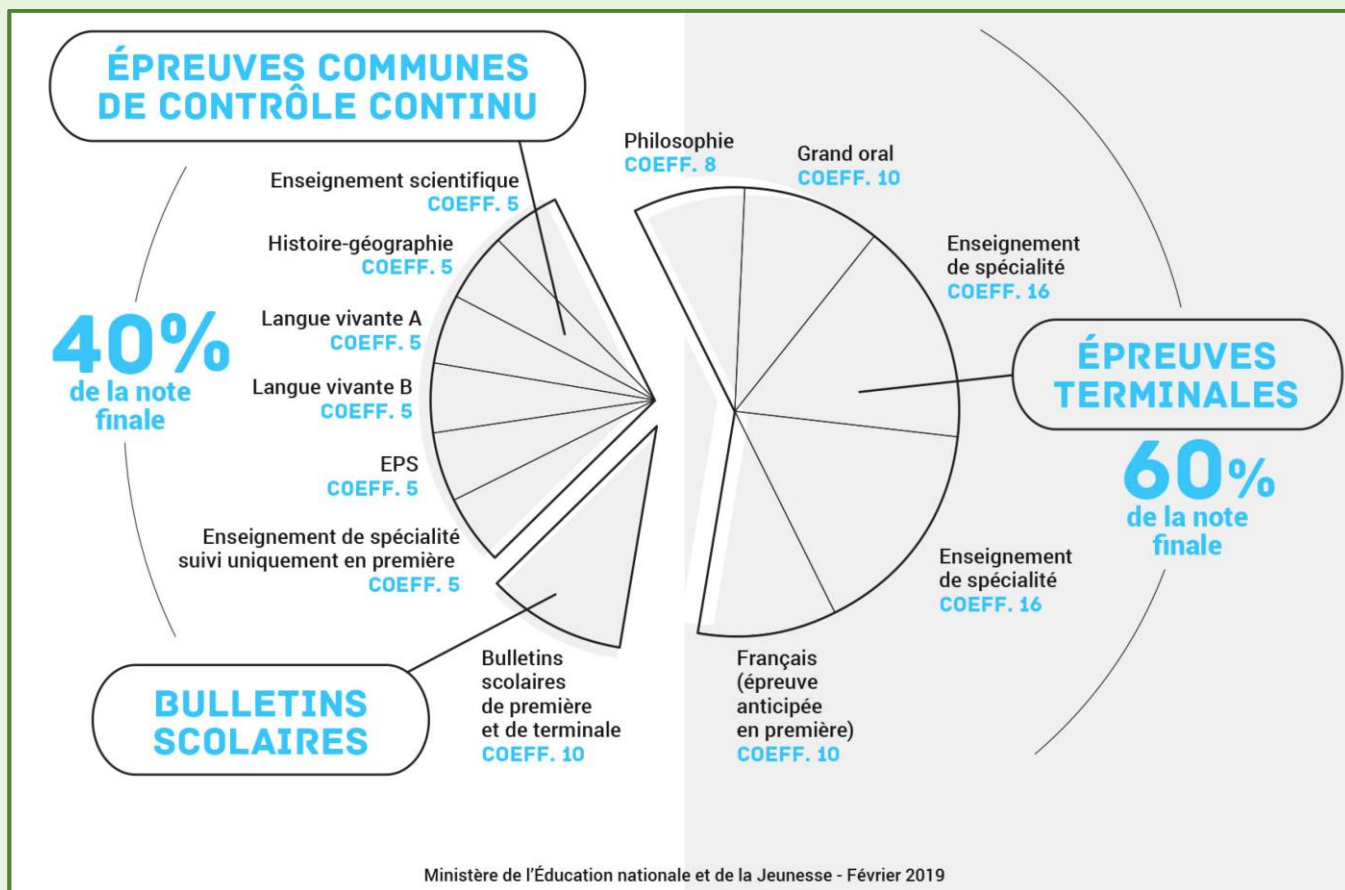 ÉPREUVES COMMUNES
DE CONTRÔLE CONTINU
Enseignement scientifique
COEFF. 5
Histoire-géographie
COEFF. 5
Langue vivante A
COEFF. 5
Langue vivante B
COEFF. 5
EPS
COEFF. 5
Enseignement de spécialité
suivi uniquement en première
COEFF. 5
40%
de la note
finale
BULLETINS
SCOLAIRES
Bulletins
scolaires
de première
et de terminale
COEFF. 10
Philosophie
COEFF. 8
Grand oral
COEFF. 10
Enseignement
de spécialité
COEFF. 16
ÉPREUVES
TERMINALES
60%
de la note
finale
Enseignement
de spécialité
COEFF. 16
Français
(épreuve
anticipée
en première)
COEFF. 10
Ministère de l'Éducation nationale et de la Jeunesse - Février 2019